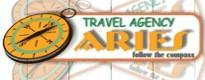 TRAVEL AGENCY
ARIES
follow the compass